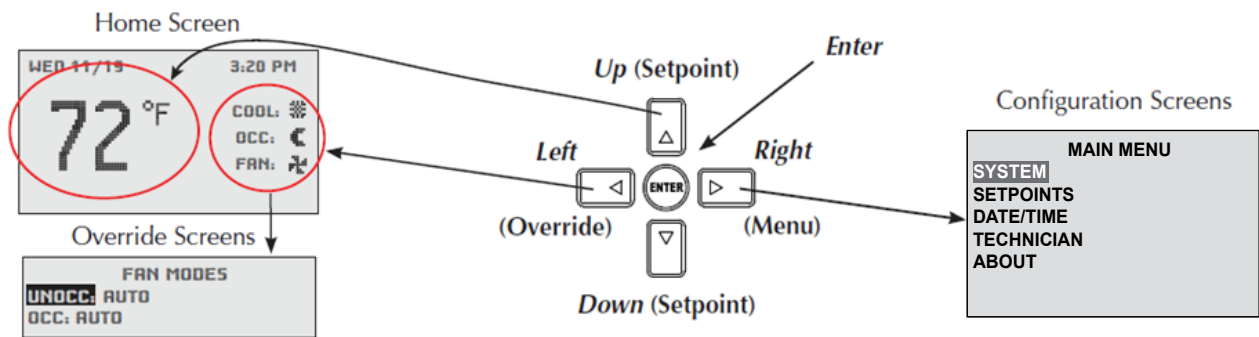 Home Screen
WED 11/19 3:20 PM
72 °F
COOL:
OCC:
FAN:
Override Screens
FAN MODES
UNOCC: AUTO
OCC: AUTO
Enter
Up (Setpoint)
Left
Right
ENTER
(Override)
(Menu)
Down (Setpoint)
Configuration Screens
MAIN MENU
SYSTEM
SETPOINTS
DATE/TIME
TECHNICIAN
ABOUT